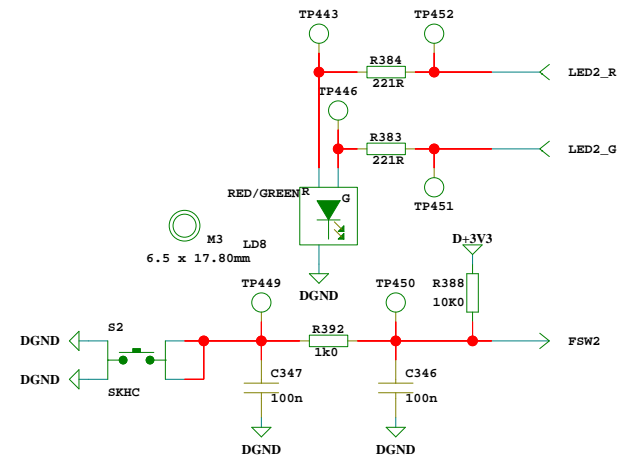 TP443
TP452
R384
221R
LED2_R
TP446
R383
221R
LED2_G
RED/GREEN
R
G
TP451
M3
6.5 x 17.80mm
LD8
D+3V3
TP449
DGND
TP450
R388
10K0
S2
R392
DGND
1k0
FSW2
DGND
SKHC
C347
100n
C346
100n
DGND
DGND